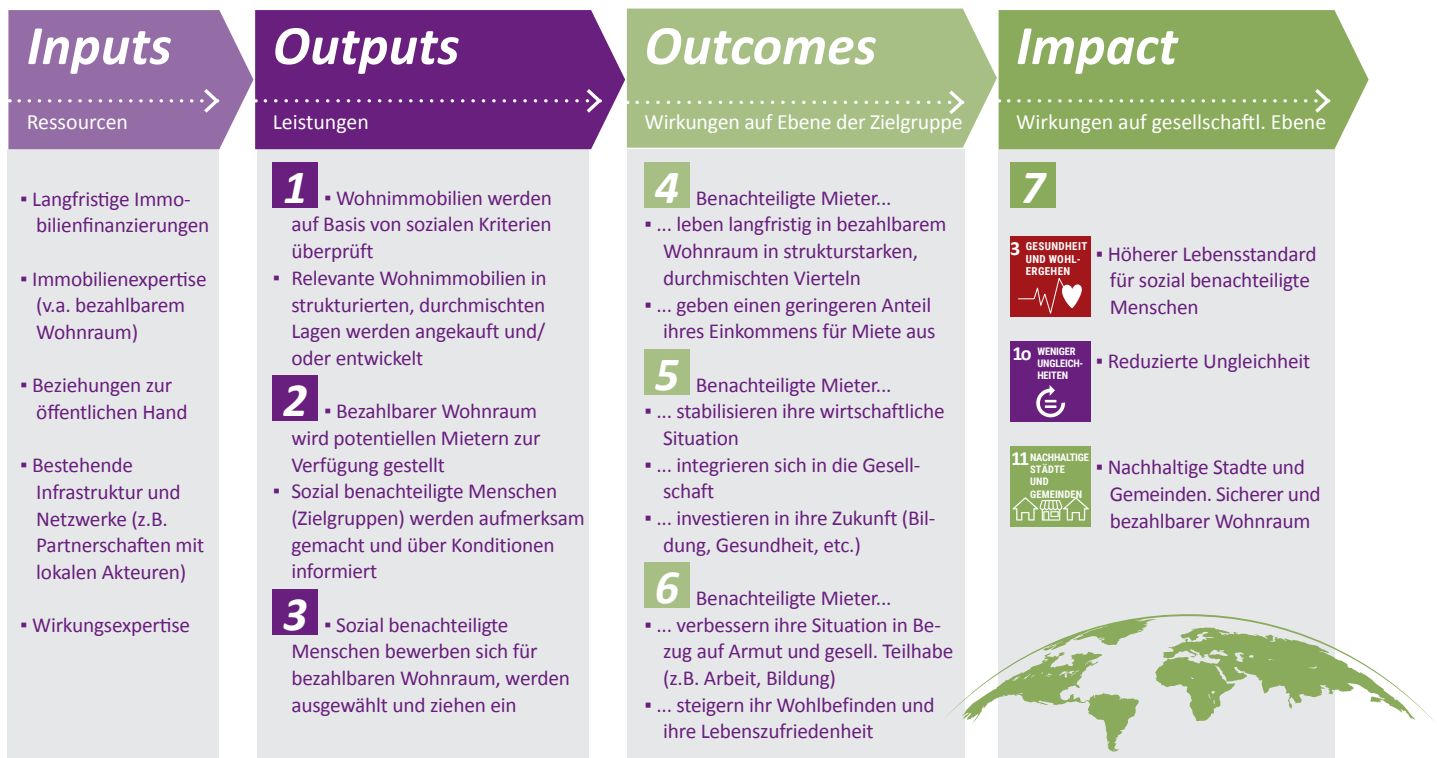 Inputs
Ressourcen
▪ Langfristige Immo-
bilienfinanzierungen
▪ Immobilienexpertise
(v.a. bezahlbarem
Wohnraum)
▪ Beziehungen zur
öffentlichen Hand
▪ Bestehende
Infrastruktur und
Netzwerke (z.B.
Partnerschaften mit
lokalen Akteuren)
▪ Wirkungsexpertise
Outputs
Leistungen
1 ▪ Wohnimmobilien werden
auf Basis von sozialen Kriterien
überprüft
▪ Relevante Wohnimmobilien in
strukturierten, durchmischten
Lagen werden angekauft und/
oder entwickelt
2 ▪ Bezahlbarer Wohnraum
wird potentiellen Mietern zur
Verfügung gestellt
▪ Sozial benachteiligte Menschen
(Zielgruppen) werden aufmerksam
gemacht und über Konditionen
informiert
3 ▪ Sozial benachteiligte
Menschen bewerben sich für
bezahlbaren Wohnraum, werden
ausgewählt und ziehen ein
Outcomes
Wirkungen auf Ebene der Zielgruppe
4 Benachteiligte Mieter...
▪ ... leben langfristig in bezahlbarem
Wohnraum in strukturstarken,
durchmischten Vierteln
▪ ... geben einen geringeren Anteil
ihres Einkommens für Miete aus
5 Benachteiligte Mieter...
▪ ... stabilisieren ihre wirtschaftliche
Situation
▪ ... integrieren sich in die Gesell-
schaft
▪ ... investieren in ihre Zukunft (Bil-
dung, Gesundheit, etc.)
6 Benachteiligte Mieter...
▪ ... verbessern ihre Situation in Be-
zug auf Armut und gesell. Teilhabe
(z.B. Arbeit, Bildung)
▪ ... steigern ihr Wohlbefinden und
ihre Lebenszufriedenheit
Impact
Wirkungen auf gesellschaftl. Ebene
7
3 GESUNDHEIT
UND WOHL-
ERGEHEN
▪ Höherer Lebensstandard
für sozial benachteiligte
Menschen
10 WENIGER
UNGLEICH-
HEITEN
▪ Reduzierte Ungleichheit
11 NACHHALTIGE
STÄDTE
UND
GEMEINDEN
▪ Nachhaltige Stadte und
Gemeinden. Sicherer und
bezahlbarer Wohnraum